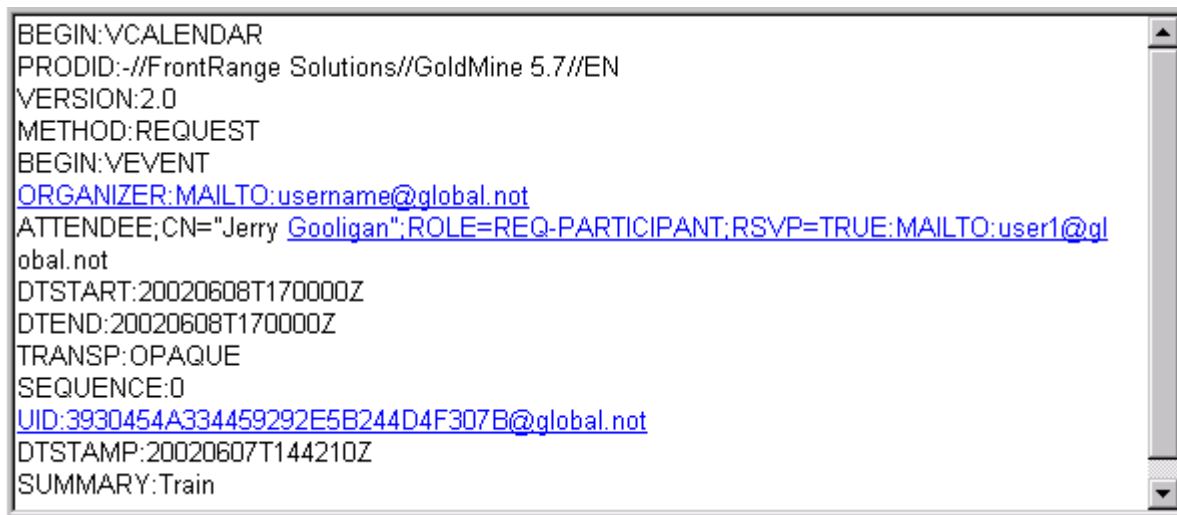 BEGIN:VCALENDAR
PRODID:-//FrontRange Solutions//GoldMine 5.7//EN
VERSION:2.0
METHOD:REQUEST
BEGIN:VEVENT
ORGANIZER:MAILTO:username@global.not
ATTENDEE;CN="Jerry Gooligan";ROLE=REQ-PARTICIPANT;RSVP=TRUE:MAILTO:user1@gl
obal.not
DTSTART:20020608T170000Z
DTEND:20020608T170000Z
TRANSP:OPAQUE
SEQUENCE:0
UID:3930454A334459292E5B244D4F307B@global.not
DTSTAMP:20020607T144210Z
SUMMARY:Train